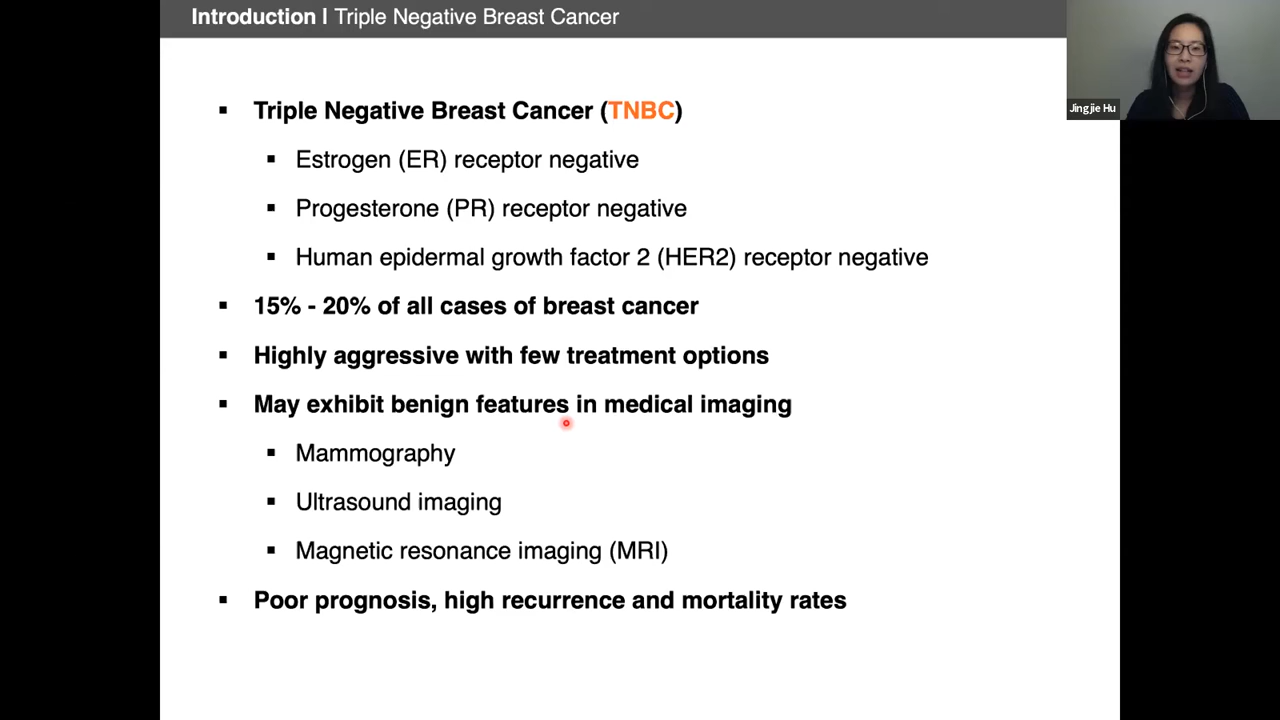 Introduction | Triple Negative Breast Cancer
Jingjie Hu
Triple Negative Breast Cancer (TNBC)
Estrogen (ER) receptor negative
Progesterone (PR) receptor negative
Human epidermal growth factor 2 (HER2) receptor negative
15% - 20% of all cases of breast cancer
Highly aggressive with few treatment options
May exhibit benign features in medical imaging
Mammography
Ultrasound imaging
Magnetic resonance imaging (MRI)
Poor prognosis, high recurrence and mortality rates